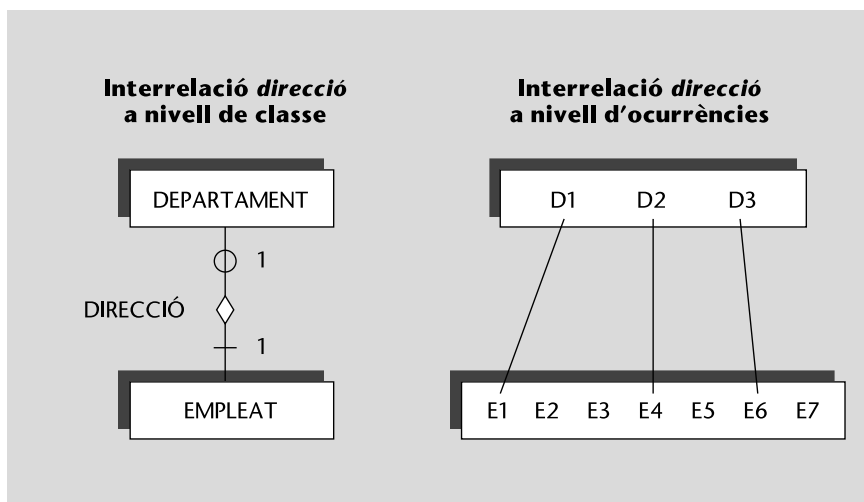 Interrelació direcció
a nivell de classe
DEPARTAMENT
1
DIRECCIÓ
1
EMPLEAT
Interrelació direcció
a nivell d'ocurrències
D1 D2 D3
E1 E2 E3 E4 E5 E6 E7